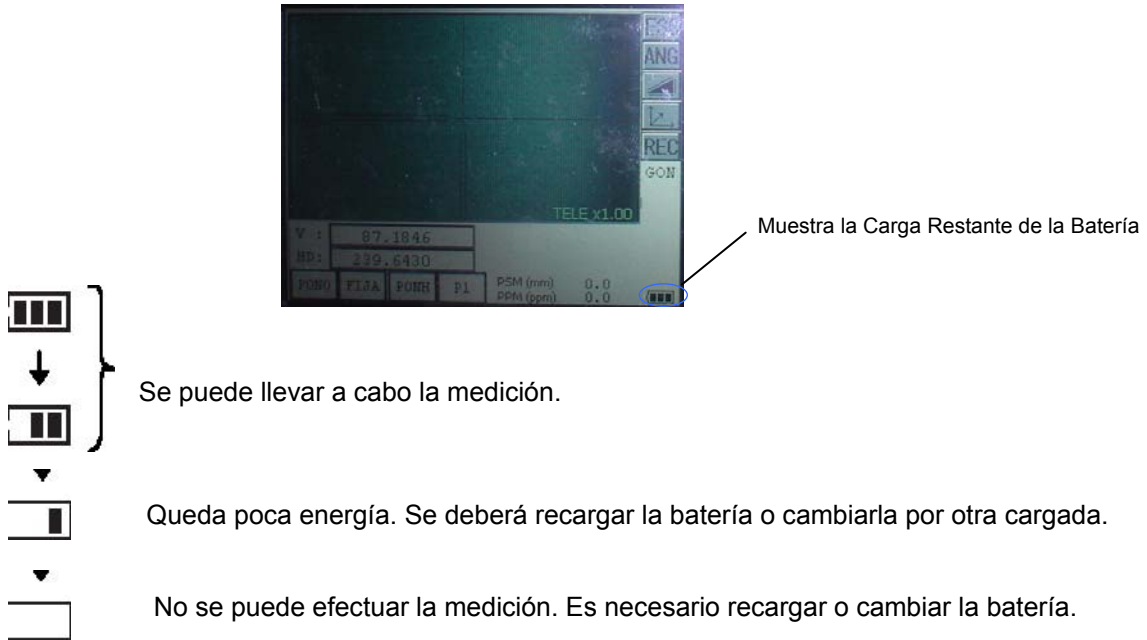 ESC
ANG
REC
GON
TELE x1.00
V : 87.1846
HD: 239.6430
PONO FIJA PONH P1
PSM (mm) 0.0
PPM (ppm) 0.0
Muestra la Carga Restante de la Batería
Se puede llevar a cabo la medición.
Queda poca energía. Se deberá recargar la batería o cambiarla por otra cargada.
No se puede efectuar la medición. Es necesario recargar o cambiar la batería.